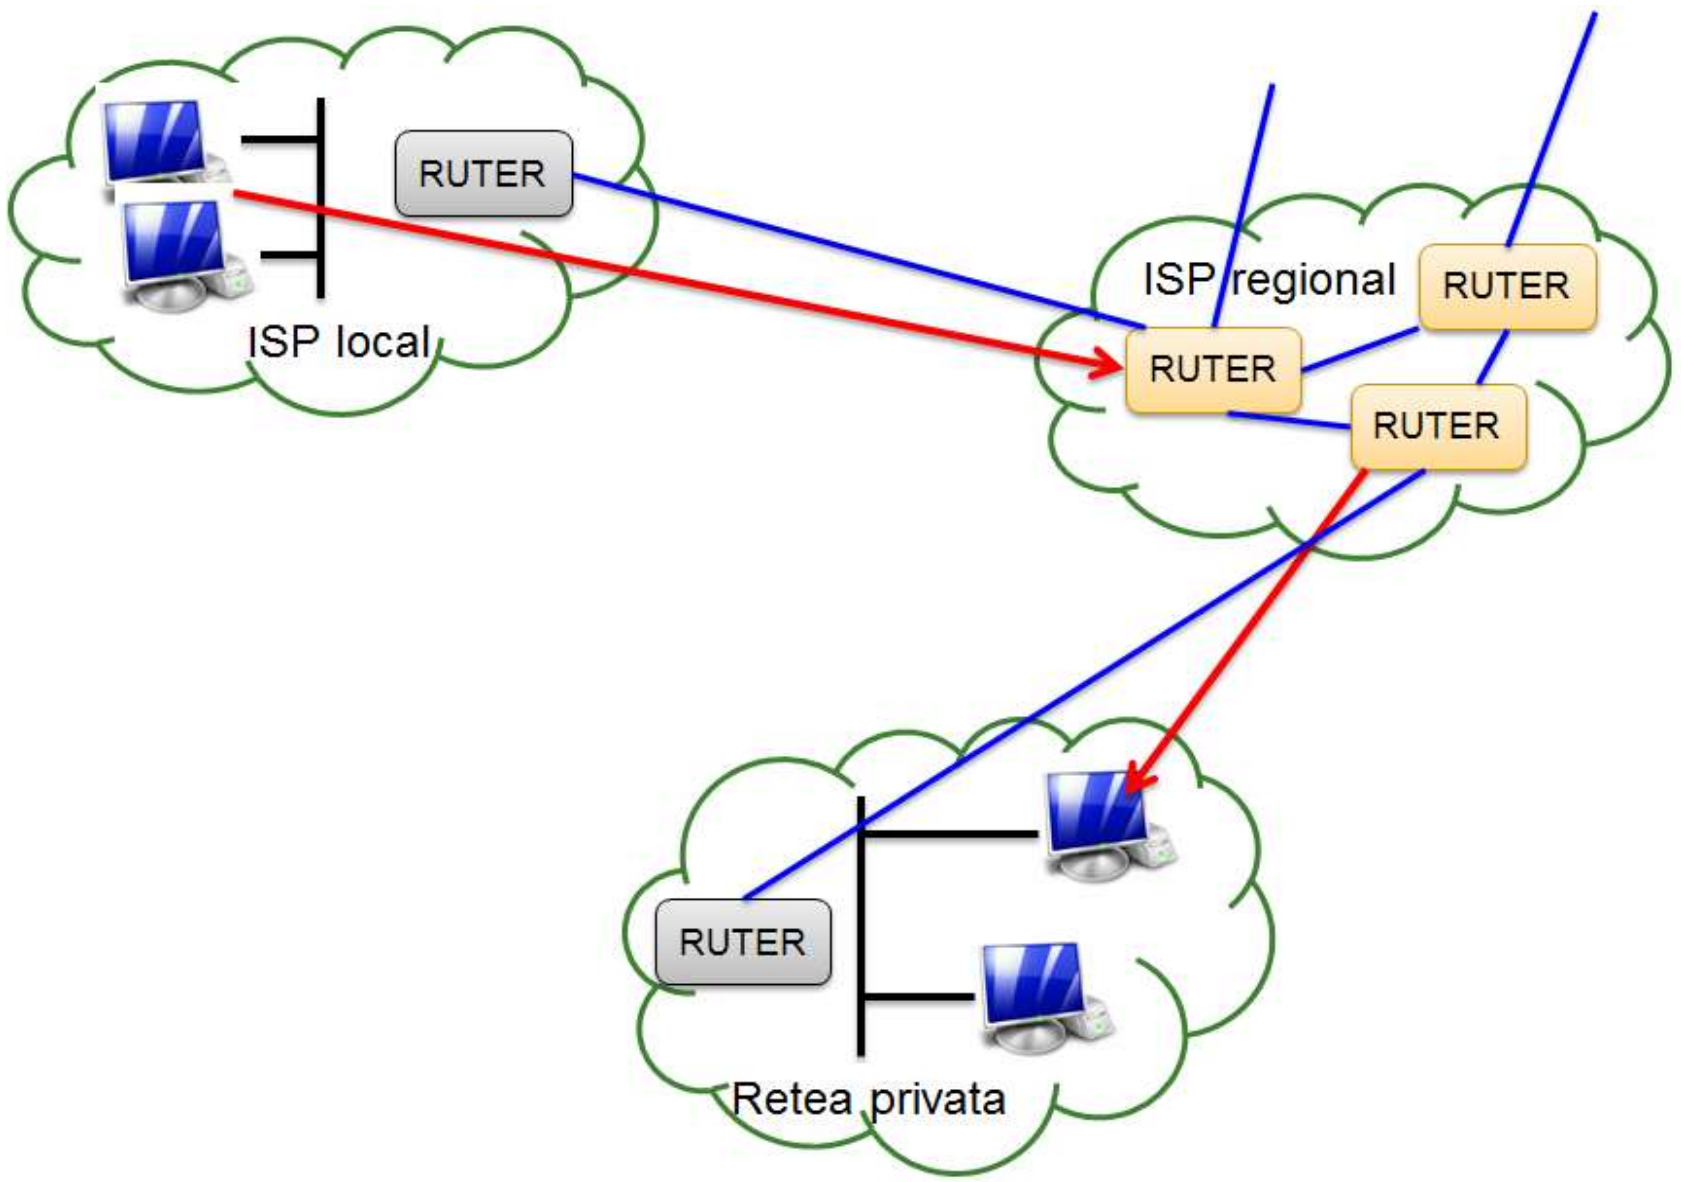 RUTER
ISP local
ISP regional
RUTER
RUTER
RUTER
RUTER
Retea privata